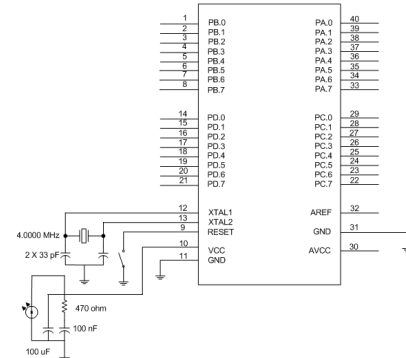 1 PB.0 PA.0 40
2 PB.1 PA.1 39
3 PB.2 PA.2 38
4 PB.3 PA.3 37
5 PB.4 PA.4 36
6 PB.5 PA.5 35
7 PB.6 PA.6 34
8 PB.7 PA.7 33
14 PD.0 PC.0 29
15 PD.1 PC.1 28
16 PD.2 PC.2 27
17 PD.3 PC.3 26
18 PD.4 PC.4 25
19 PD.5 PC.5 24
20 PD.6 PC.6 23
21 PD.7 PC.7 22
12 XTAL1 AREF 32
13 XTAL2
9 RESET GND 31
4.0000 MHz
10 VCC AVCC 30
2 X 33 pF
11 GND
470 ohm
100 nF
100 uF